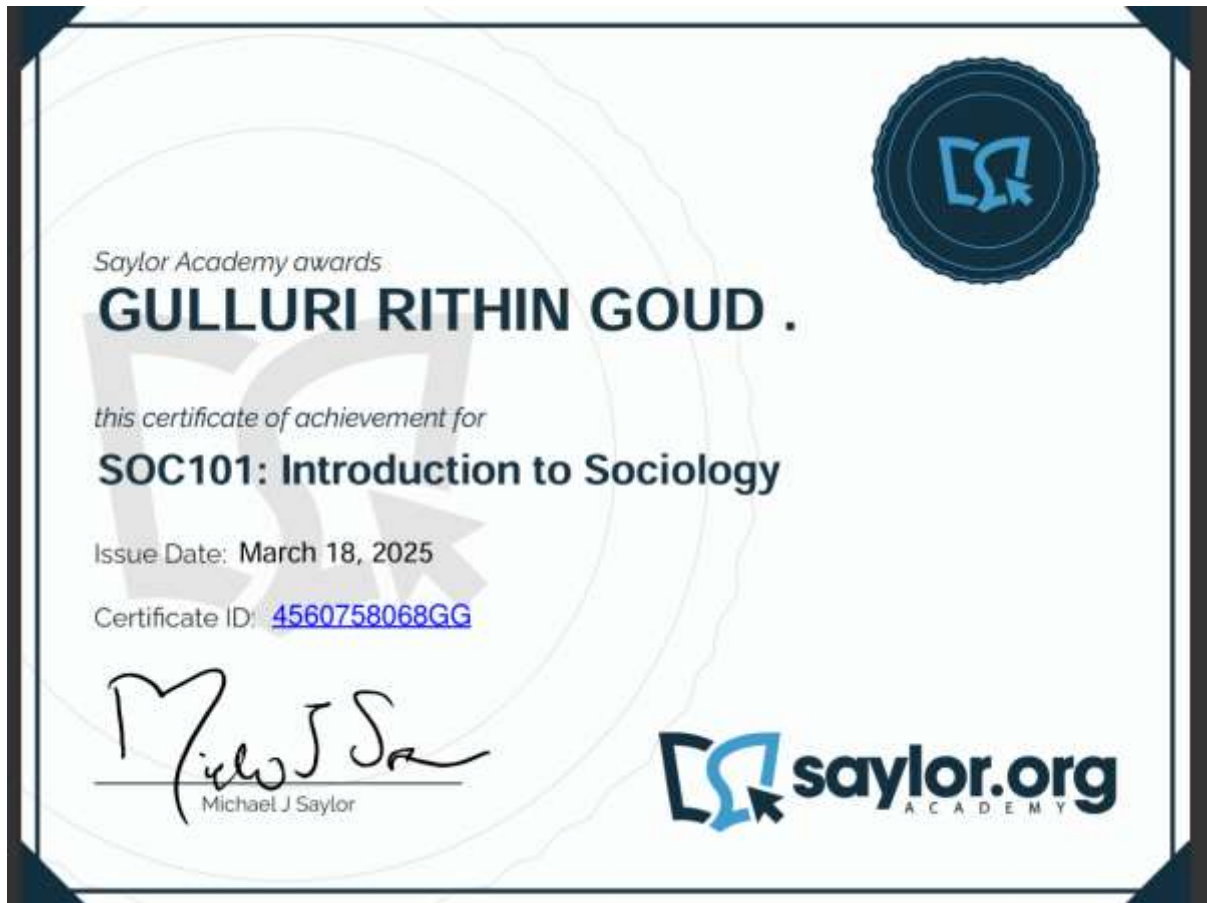 Saylor Academy awards
GULLURI RITHIN GOUD .
this certificate of achievement for
SOC101: Introduction to Sociology
Issue Date: March 18, 2025
Certificate ID: 4560758068GG
Michael J Saylor
saylor.org
ACADEMY